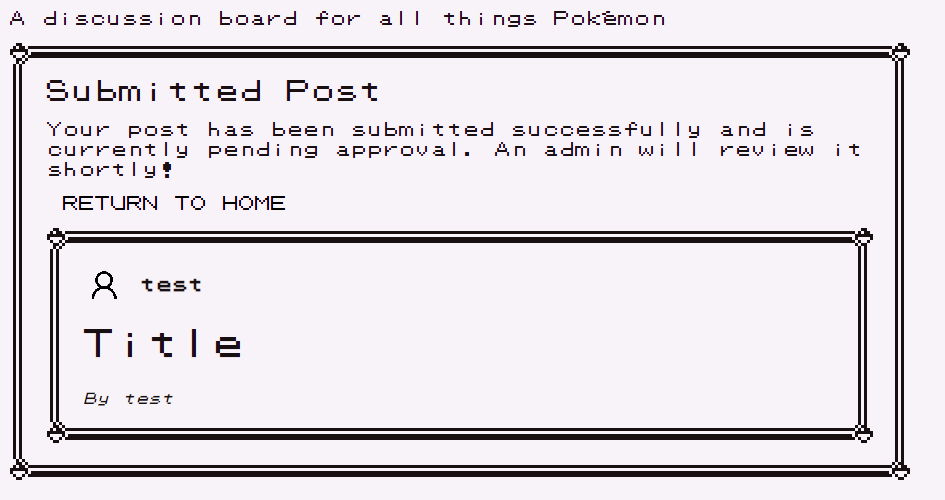 A discussion board for all things Pokémon
Submitted Post
Your post has been submitted successfully and is
currently pending approval. An admin will review it
shortly!
RETURN TO HOME
test
Title
By test